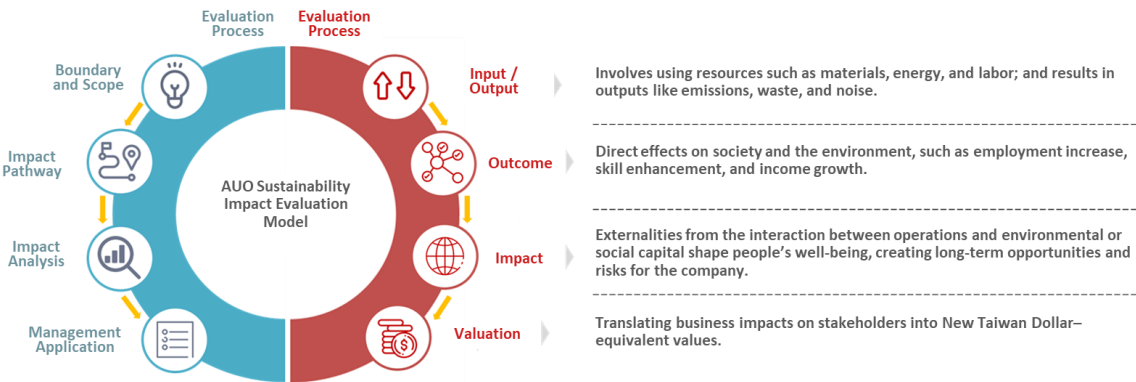 Evaluation
Process
Evaluation
Process
Boundary
and Scope
Impact
Pathway
Impact
Analysis
Management
Application
AUO Sustainability
Impact Evaluation
Model
Input /
Output
Involves using resources such as materials, energy, and labor; and results in
outputs like emissions, waste, and noise.
Outcome
Direct effects on society and the environment, such as employment increase,
skill enhancement, and income growth.
Impact
Externalities from the interaction between operations and environmental or
social capital shape people’s well-being, creating long-term opportunities and
risks for the company.
Valuation
Translating business impacts on stakeholders into New Taiwan Dollar–
equivalent values.